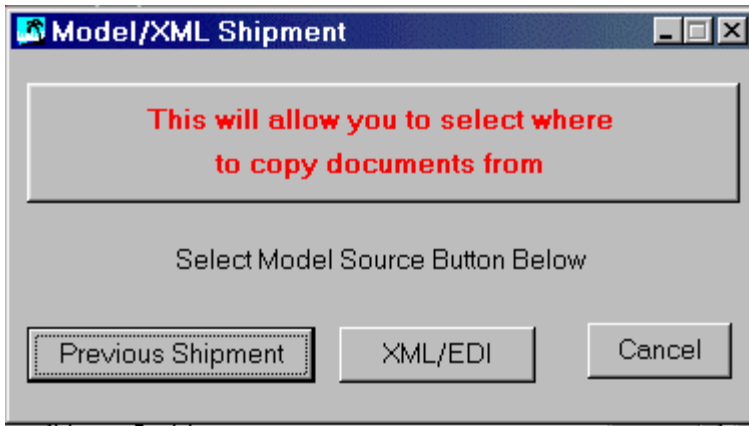 Model/XML Shipment
This will allow you to select where
to copy documents from
Select Model Source Button Below
Previous Shipment
XML/EDI
Cancel